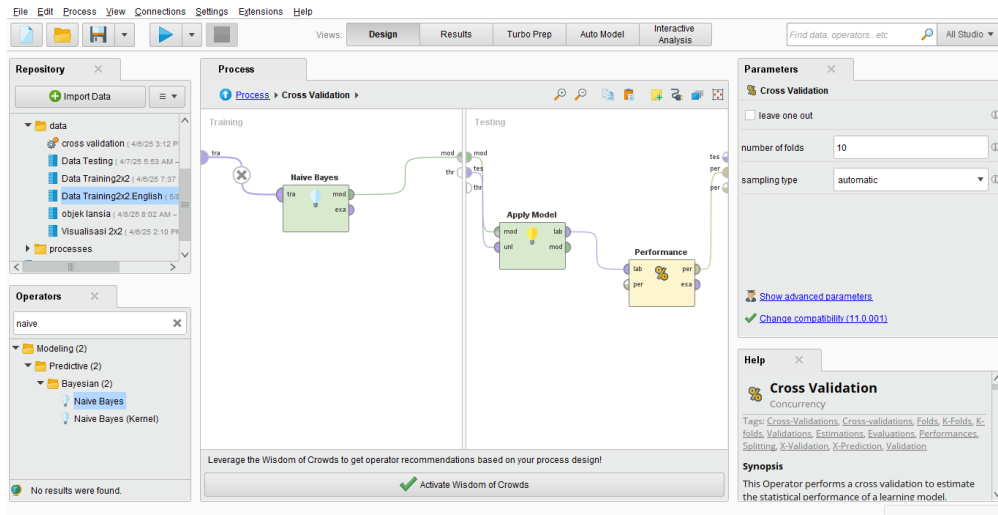 File Edit Process View Connections Settings Extensions Help
Views: Design Results Turbo Prep Auto Model Interactive Analysis
Find data, operators...etc All Studio
Repository
Import Data
data
cross validation ( 4/6/25 3:12 P
Data Testing ( 4/7/25 5:53 AM –
Data Training2x2 ( 4/8/25 7:37
Data Training2x2.English ( 5/8
objek lansia ( 4/8/25 8:02 AM –
Visualisasi 2x2 ( 4/6/25 2:10 PM
processes
Operators
naive
Modeling (2)
Predictive (2)
Bayesian (2)
Naive Bayes
Naive Bayes (Kernel)
No results were found.
Process
Process Cross Validation
Training
Testing
tra
Naive Bayes
tra mod
exa
mod mod
thr tes
thr
Apply Model
mod lab
unl mod
Performance
lab per
per exa
tes
per
per
Leverage the Wisdom of Crowds to get operator recommendations based on your process design!
Activate Wisdom of Crowds
Parameters
Cross Validation
leave one out
number of folds 10
sampling type automatic
Show advanced parameters
Change compatibility (11.0.001)
Help
Cross Validation
Concurrency
Tags: Cross-Validations, Cross-validations, Folds, K-Folds, K-
folds, Validations, Estimations, Evaluations, Performances,
Splitting, X-Validation, X-Prediction, Validation
Synopsis
This Operator performs a cross validation to estimate
the statistical performance of a learning model.